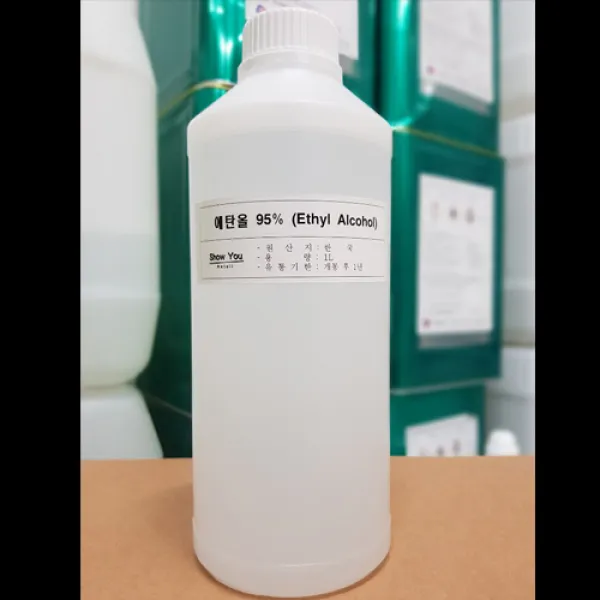 에탄올 95% (Ethyl Alcohol)
Show You
- 원 산 지 : 한 국
- 용 량 : 1L
- 유 통 기 한 : 개봉 후 1년